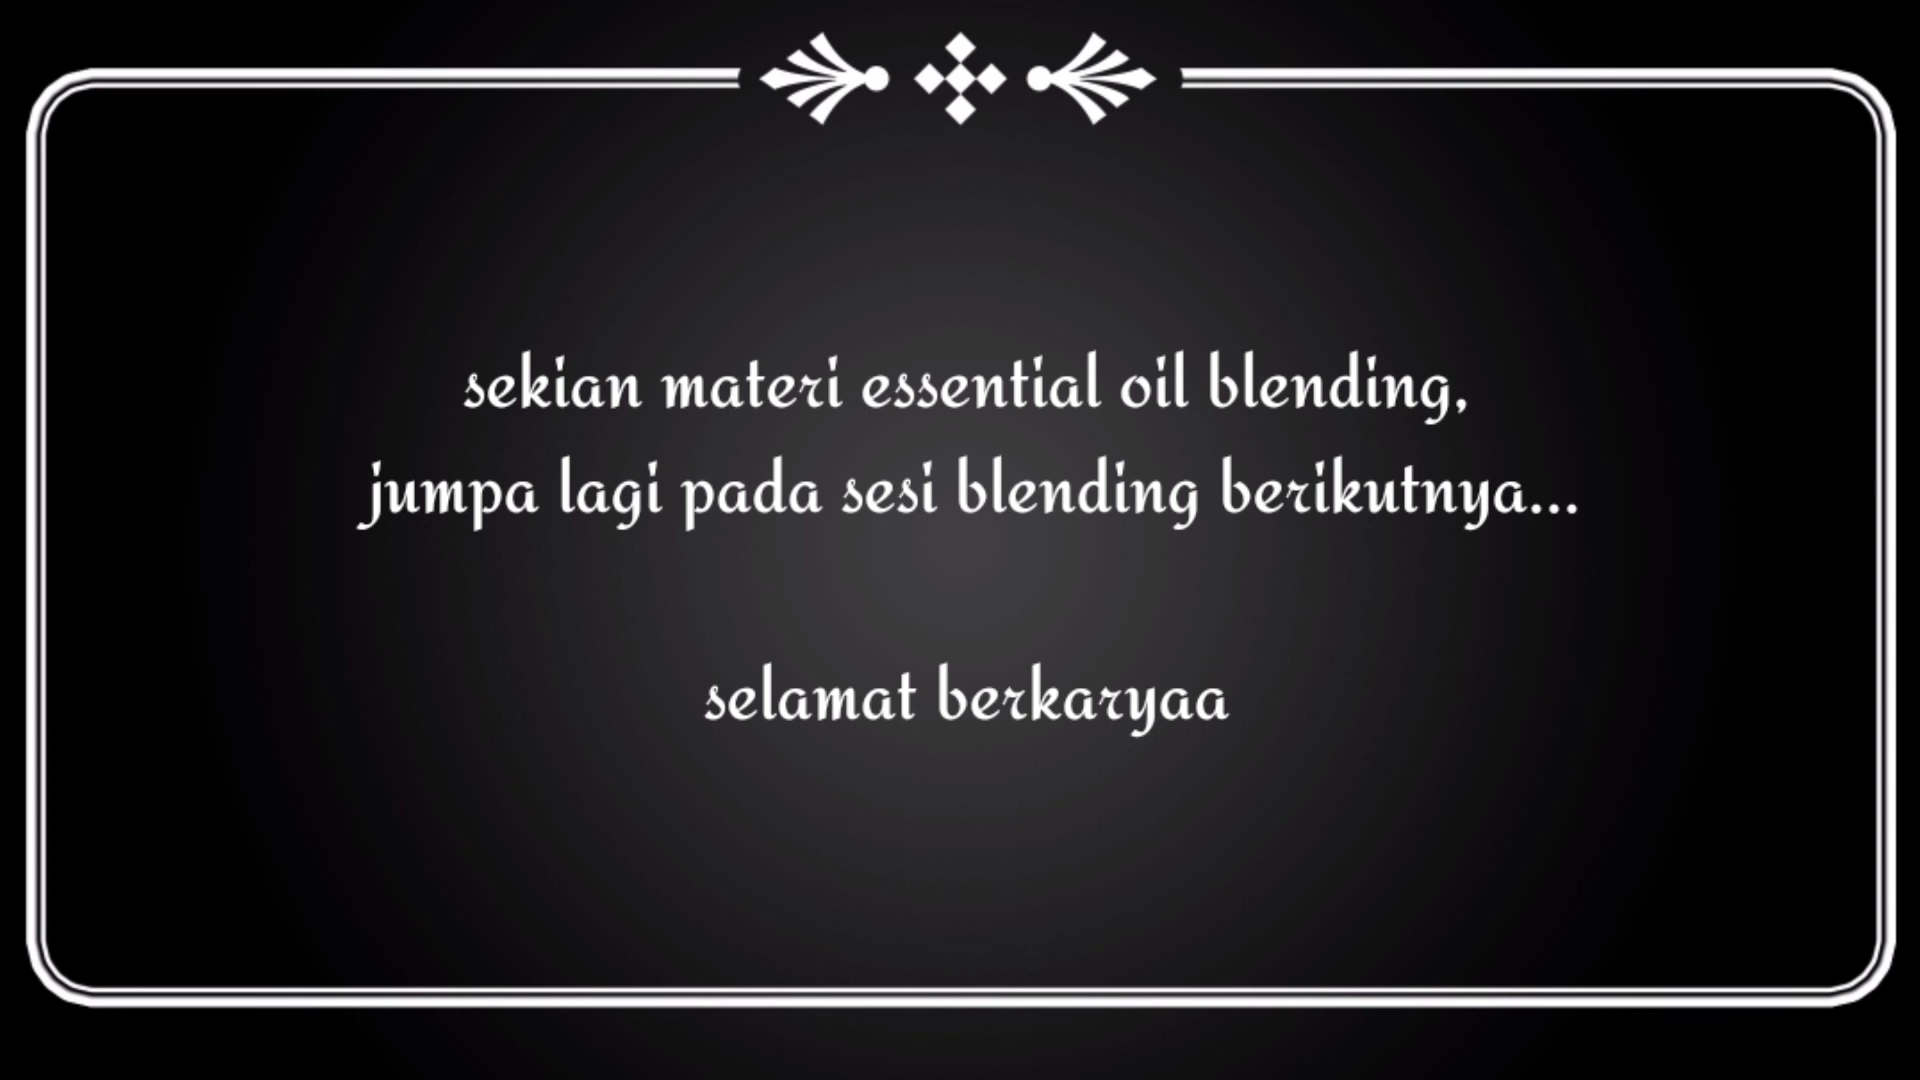 sekian materi essential oil blending,
jumpa lagi pada sesi blending berikutnya...
selamat berkaryaa